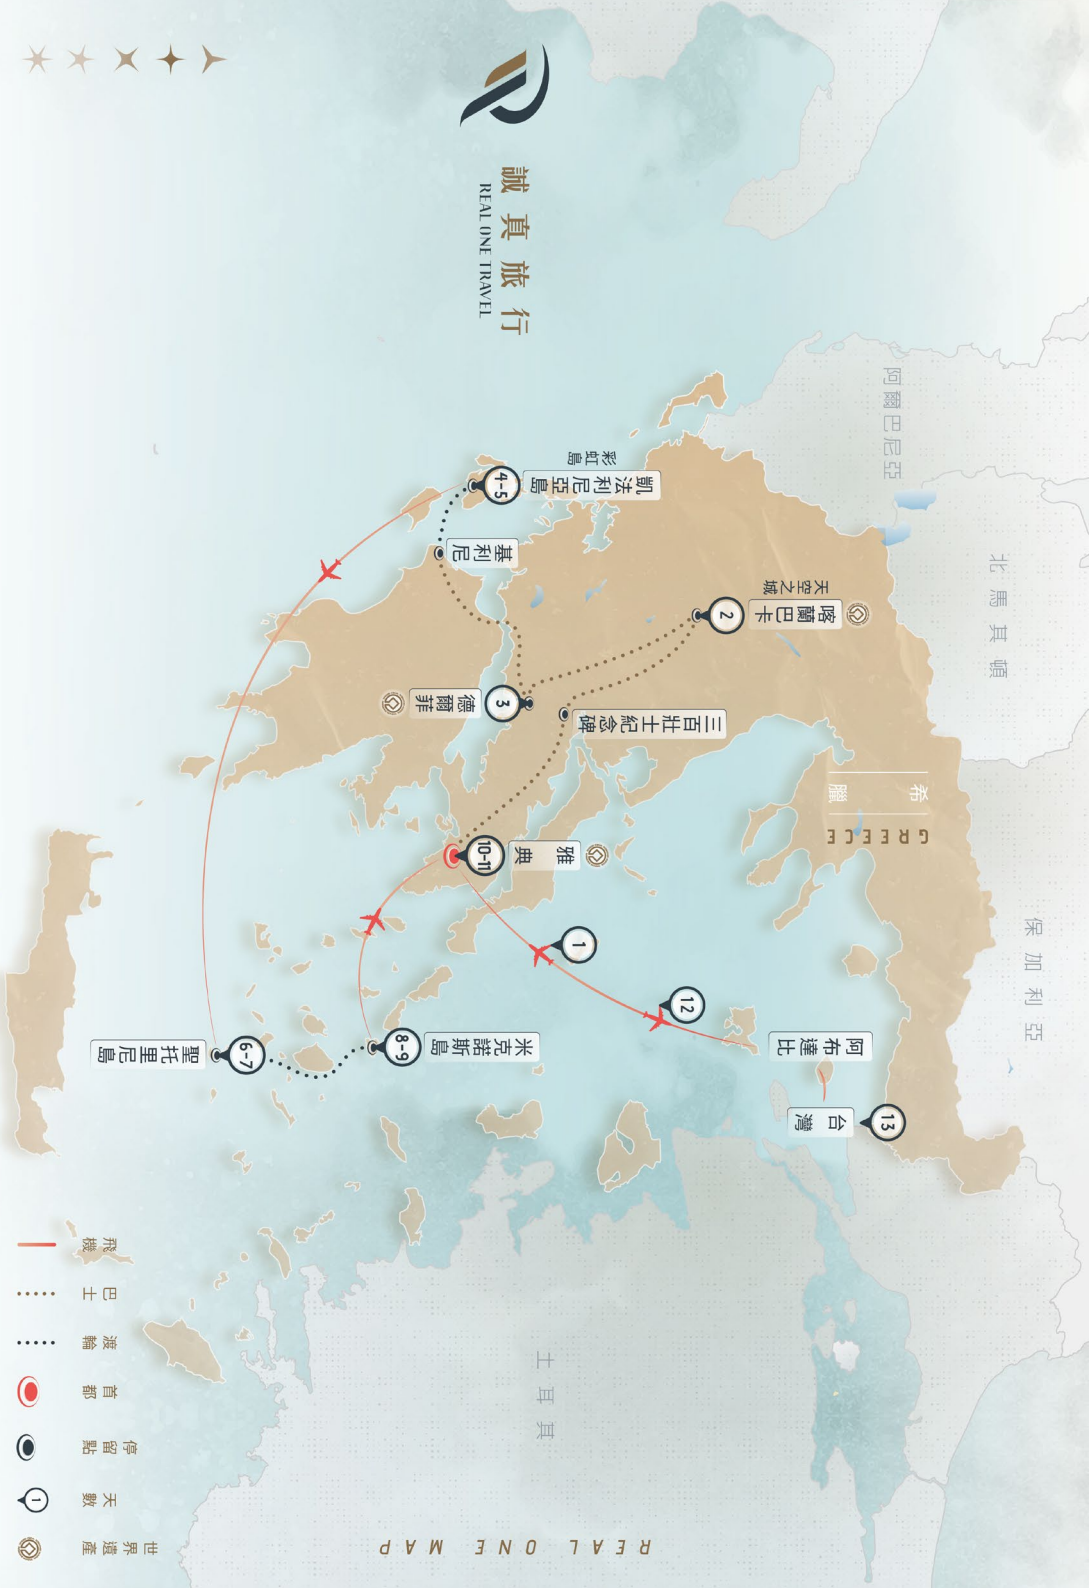 誠真旅行
REAL ONE TRAVEL
阿爾巴尼亞
北馬其頓
保加利亞
土耳其
希臘
GREECE
彩虹島
凱法利尼亞島
4-5
基利尼
天空之城
喀蘭巴卡
2
德爾菲
3
三百壯士紀念碑
雅典
10-11
1
12
阿布達比
台灣
13
米克諾斯島
8-9
聖托里尼島
6-7
飛機
巴士
渡輪
首都
停留點
天數
1
世界遺產
REAL ONE MAP